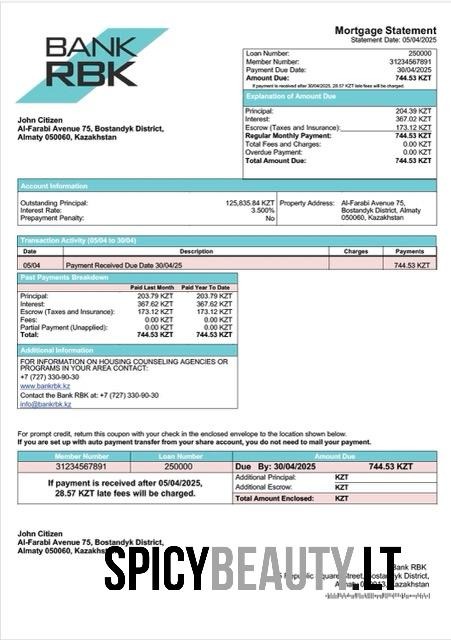 BANK
RBK
Mortgage Statement
Statement Date: 05/04/2025
Loan Number: 250000
Member Number: 31234567891
Payment Due Date: 30/04/2025
Amount Due: 744.53 KZT
If payment is received after 30/04/2025, 28.57 KZT late fees will be charged.
Explanation of Amount Due
Principal: 204.39 KZT
Interest: 367.02 KZT
Escrow (Taxes and Insurance): 173.12 KZT
Regular Monthly Payment: 744.53 KZT
Total Fees and Charges: 0.00 KZT
Overdue Payment: 0.00 KZT
Total Amount Due: 744.53 KZT
John Citizen
Al-Farabi Avenue 75, Bostandyk District,
Almaty 050060, Kazakhstan
Account Information
Outstanding Principal: 125,835.84 KZT
Interest Rate: 3.500%
Prepayment Penalty: No
Property Address: Al-Farabi Avenue 75,
Bostandyk District, Almaty
050060, Kazakhstan
Transaction Activity (05/04 to 30/04)
Date Description Charges Payments
05/04 Payment Received Due Date 30/04/25 744.53 KZT
Past Payments Breakdown
Paid Last Month Paid Year To Date
Principal: 203.79 KZT 203.79 KZT
Interest: 367.62 KZT 367.62 KZT
Escrow (Taxes and Insurance): 173.12 KZT 173.12 KZT
Fees: 0.00 KZT 0.00 KZT
Partial Payment (Unapplied): 0.00 KZT 0.00 KZT
Total: 744.53 KZT 744.53 KZT
Additional Information
FOR INFORMATION ON HOUSING COUNSELING AGENCIES OR
PROGRAMS IN YOUR AREA CONTACT:
+7 (727) 330-90-30
www.bankrbk.kz
Contact the Bank RBK at: +7 (727) 330-90-30
info@bankrbk.kz
For prompt credit, return this coupon with your check in the enclosed envelope to the location shown below.
If you are set up with auto payment transfer from your share account, you do not need to mail your payment.
Member Number Loan Number Amount Due
31234567891 250000 Due By: 30/04/2025 744.53 KZT
If payment is received after 05/04/2025,
28.57 KZT late fees will be charged.
Additional Principal: KZT
Additional Escrow: KZT
Total Amount Enclosed: KZT
John Citizen
Al-Farabi Avenue 75, Bostandyk District,
Almaty 050060, Kazakhstan
SPICYBEAUTY.LT
Bank RBK
Republic Square Street, Bostandyk District,
Kazakhstan